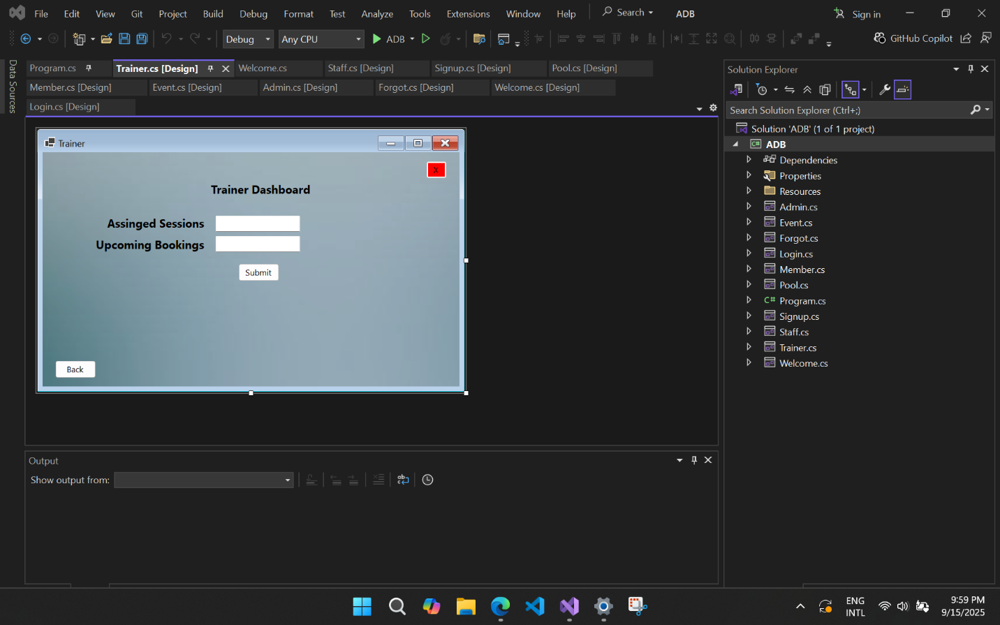 File Edit View Git Project Build Debug Format Test Analyze Tools Extensions Window Help Search ADB Sign in
Debug Any CPU ADB GitHub Copilot
Data Sources
Program.cs Trainer.cs [Design] Welcome.cs Staff.cs [Design] Signup.cs [Design] Pool.cs [Design]
Member.cs [Design] Event.cs [Design] Admin.cs [Design] Forgot.cs [Design] Welcome.cs [Design]
Login.cs [Design]
Trainer
X
Trainer Dashboard
Assinged Sessions
Upcoming Bookings
Submit
Back
Output
Show output from:
Solution Explorer
Search Solution Explorer (Ctrl+;)
Solution 'ADB' (1 of 1 project)
C# ADB
Dependencies
Properties
Resources
Admin.cs
Event.cs
Forgot.cs
Login.cs
Member.cs
Pool.cs
C# Program.cs
Signup.cs
Staff.cs
Trainer.cs
Welcome.cs
ENG
INTL
9:59 PM
9/15/2025